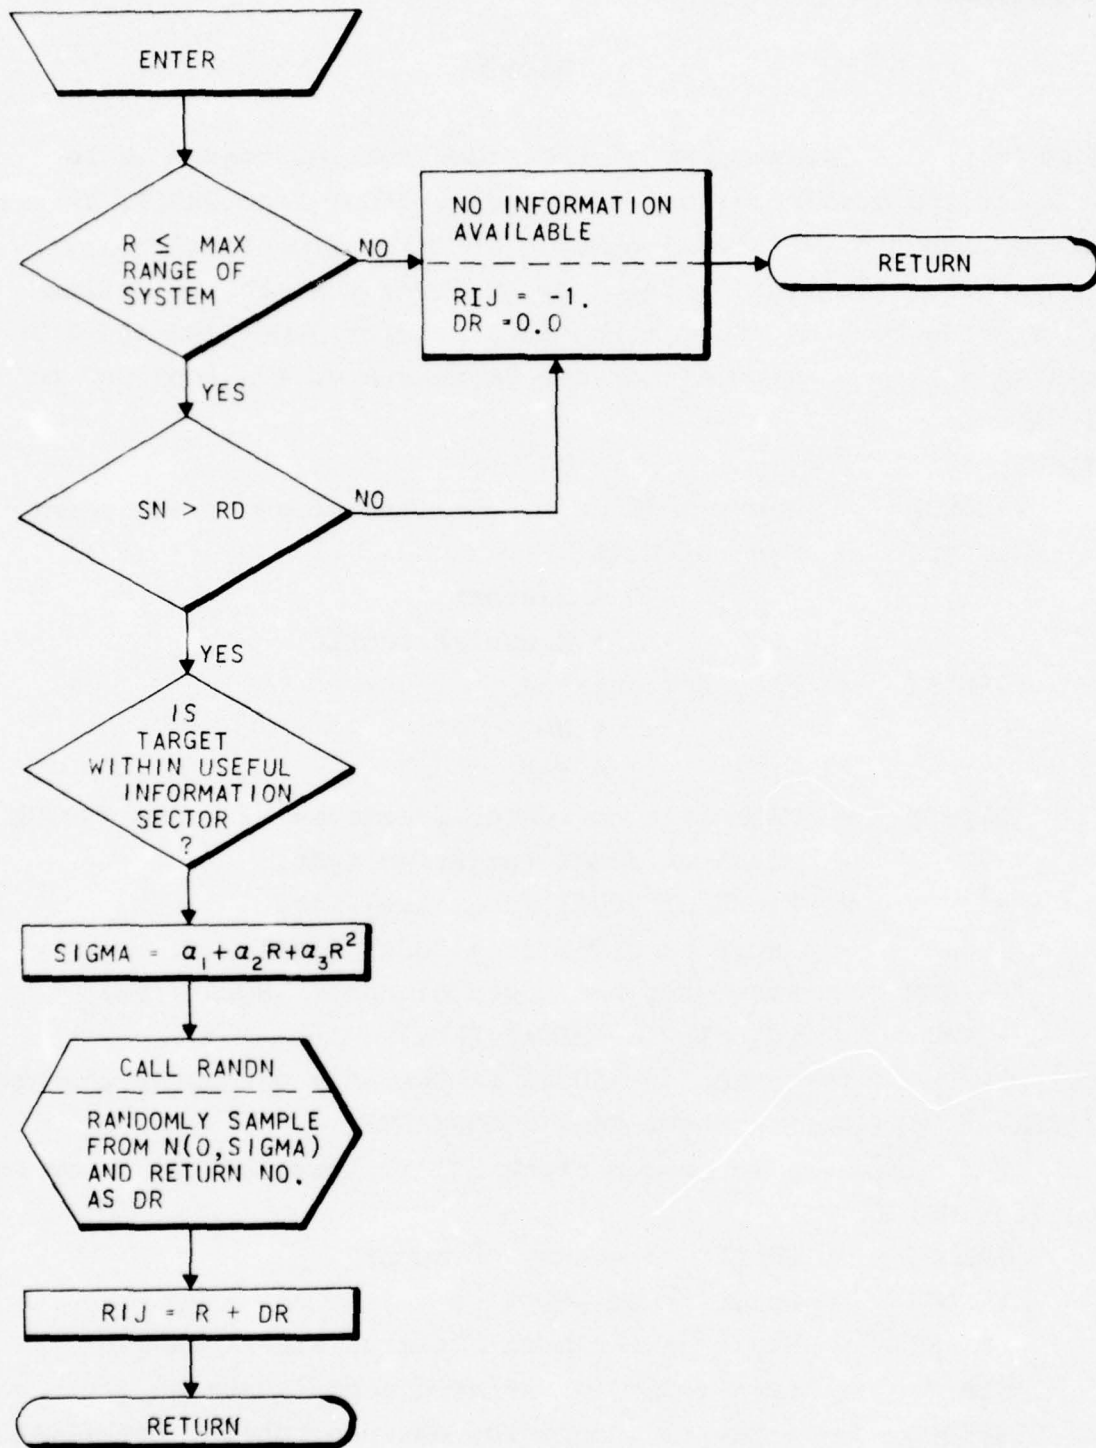 ENTER
R ≤ MAX
RANGE OF
SYSTEM
NO
NO INFORMATION
AVAILABLE
RIJ = -1.
DR =0.0
RETURN
YES
SN > RD
NO
YES
IS
TARGET
WITHIN USEFUL
INFORMATION
SECTOR
?
SIGMA = α₁+α₂R+α₃R²
CALL RANDN
RANDOMLY SAMPLE
FROM N(0,SIGMA)
AND RETURN NO.
AS DR
RIJ = R + DR
RETURN